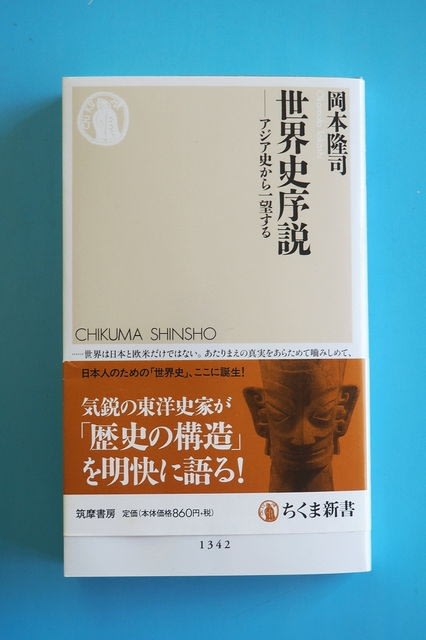 岡本隆司
Okamoto Takashi
世界史序説
──アジア史から一望する
CHIKUMA SHINSHO
……世界は日本と欧米だけではない。あたりまえの真実をあらためて噛みしめて、
日本人のための「世界史」、ここに誕生!
気鋭の東洋史家が
「歴史の構造」
を明快に語る!
筑摩書房 定価(本体価格860円+税)
ちくま新書
1342